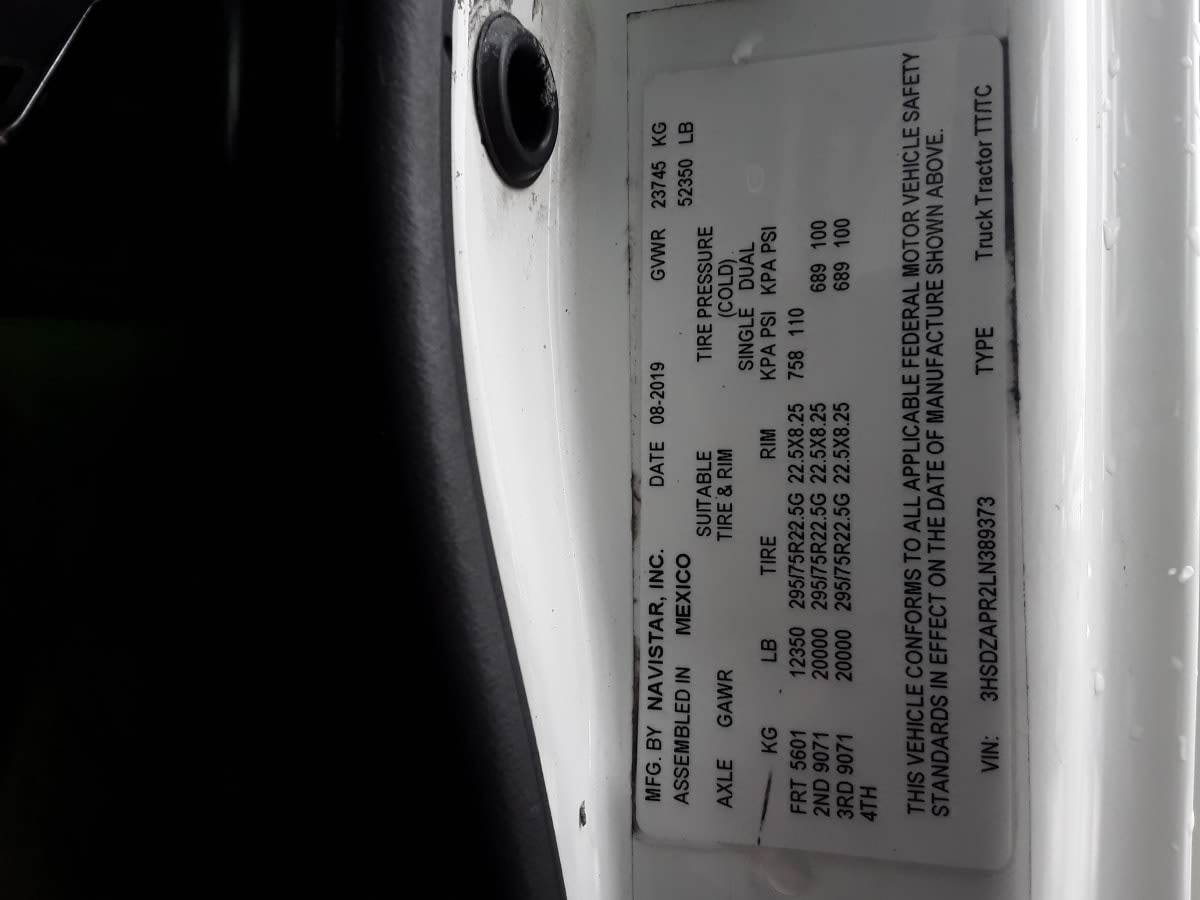 MFG. BY NAVISTAR, INC. DATE 08-2019 GVWR 23745 KG
ASSEMBLED IN MEXICO 52350 LB
SUITABLE TIRE PRESSURE
AXLE GAWR TIRE & RIM (COLD)
SINGLE DUAL
KG LB TIRE RIM KPA PSI KPA PSI
FRT 5601 12350 295/75R22.5G 22.5X8.25 758 110
2ND 9071 20000 295/75R22.5G 22.5X8.25 689 100
3RD 9071 20000 295/75R22.5G 22.5X8.25 689 100
4TH
THIS VEHICLE CONFORMS TO ALL APPLICABLE FEDERAL MOTOR VEHICLE SAFETY
STANDARDS IN EFFECT ON THE DATE OF MANUFACTURE SHOWN ABOVE.
VIN: 3HSDZAPR2LN389373 TYPE Truck Tractor TT/TC